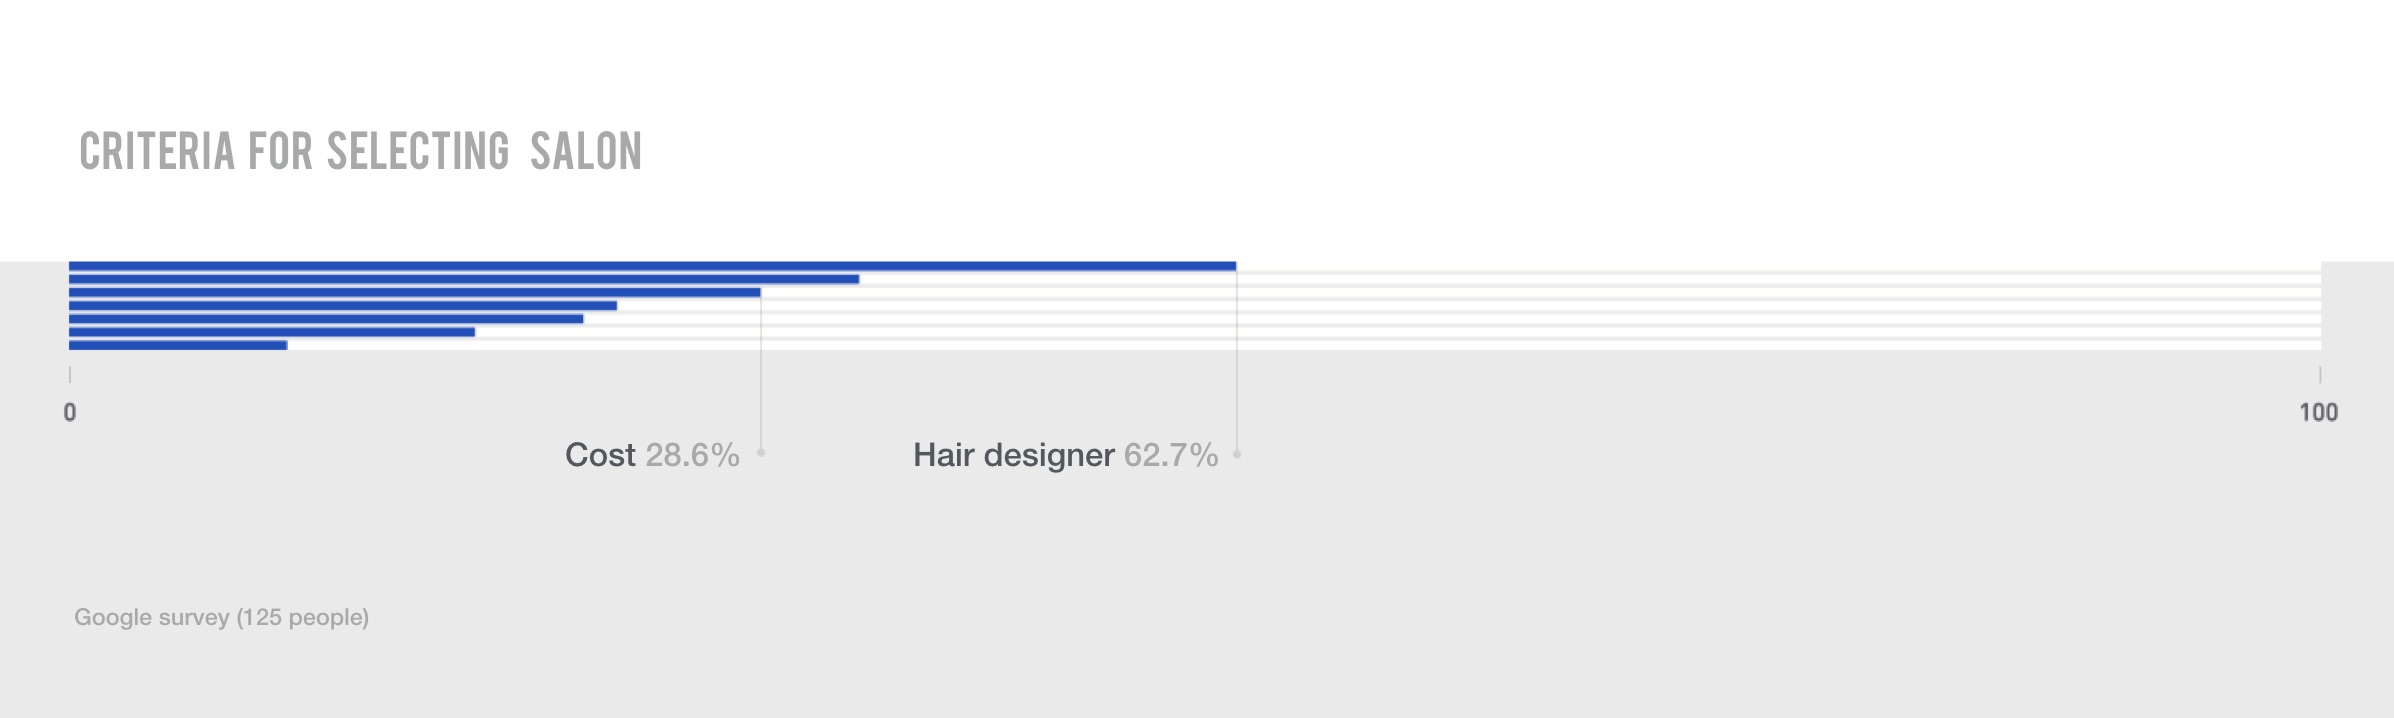 CRITERIA FOR SELECTING SALON
0
100
Cost 28.6%
Hair designer 62.7%
Google survey (125 people)